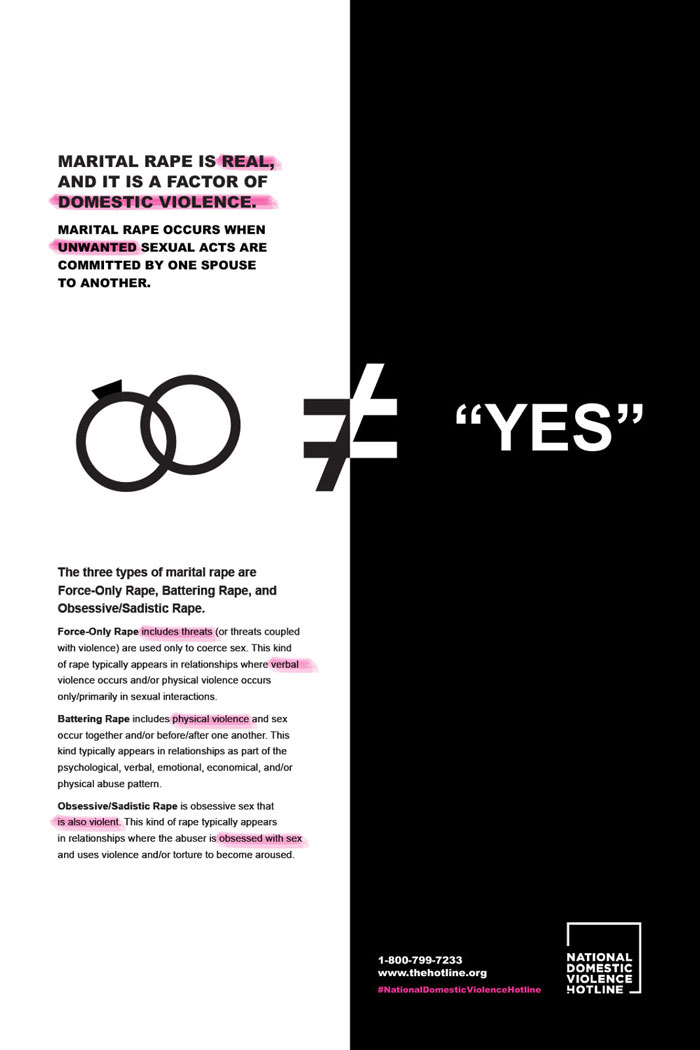 MARITAL RAPE IS REAL,
AND IT IS A FACTOR OF
DOMESTIC VIOLENCE.
MARITAL RAPE OCCURS WHEN
UNWANTED SEXUAL ACTS ARE
COMMITTED BY ONE SPOUSE
TO ANOTHER.
≠ “YES”
The three types of marital rape are
Force-Only Rape, Battering Rape, and
Obsessive/Sadistic Rape.
Force-Only Rape includes threats (or threats coupled
with violence) are used only to coerce sex. This kind
of rape typically appears in relationships where verbal
violence occurs and/or physical violence occurs
only/primarily in sexual interactions.
Battering Rape includes physical violence and sex
occur together and/or before/after one another. This
kind typically appears in relationships as part of the
psychological, verbal, emotional, economical, and/or
physical abuse pattern.
Obsessive/Sadistic Rape is obsessive sex that
is also violent. This kind of rape typically appears
in relationships where the abuser is obsessed with sex
and uses violence and/or torture to become aroused.
1-800-799-7233
www.thehotline.org
#NationalDomesticViolenceHotline
NATIONAL
DOMESTIC
VIOLENCE
HOTLINE